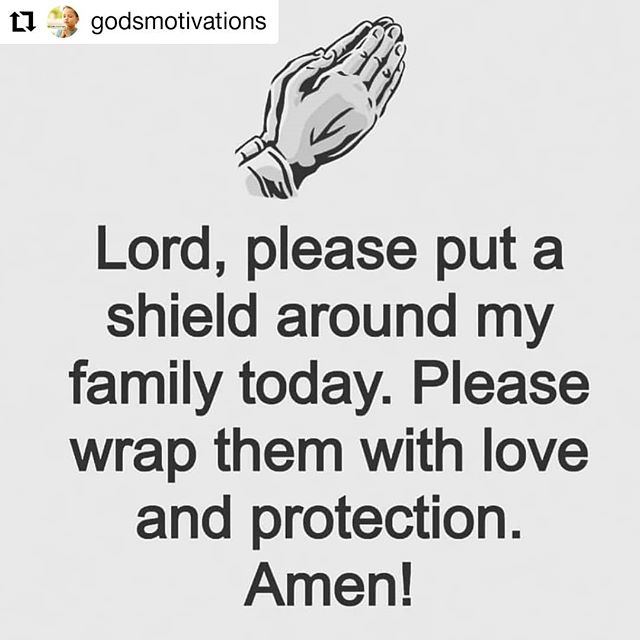 godsmotivations
Lord, please put a
shield around my
family today. Please
wrap them with love
and protection.
Amen!